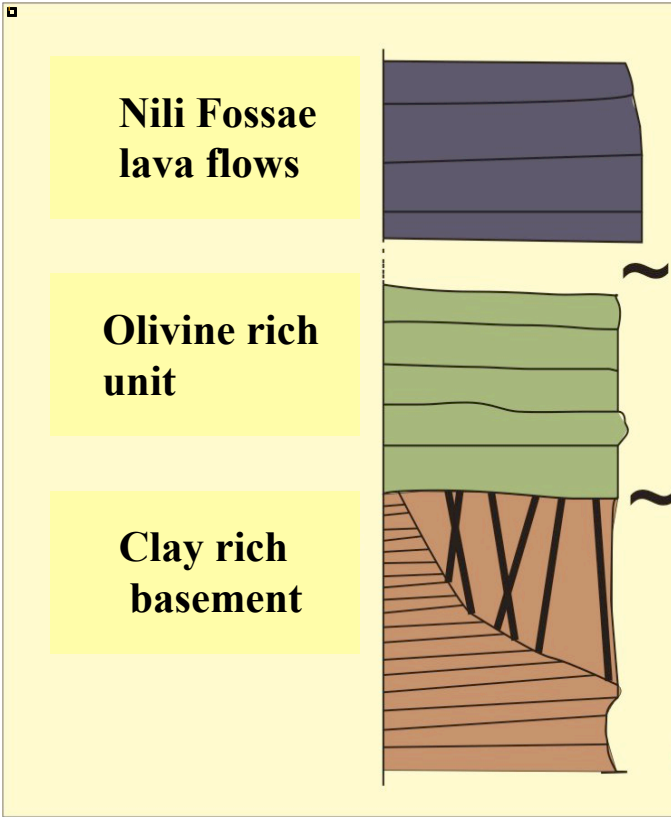 Nili Fossae
lava flows
~
Olivine rich
unit
~
Clay rich
basement